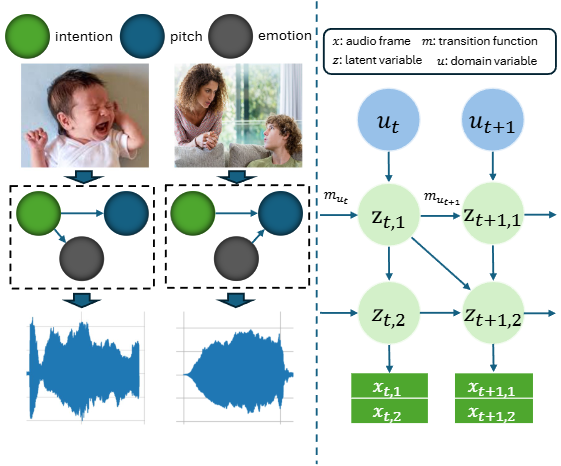 intention pitch emotion
x: audio frame m: transition function
z: latent variable u: domain variable
u_t u_{t+1}
m_{u_t} z_{t,1} m_{u_{t+1}} z_{t+1,1}
z_{t,2} z_{t+1,2}
x_{t,1} x_{t+1,1}
x_{t,2} x_{t+1,2}